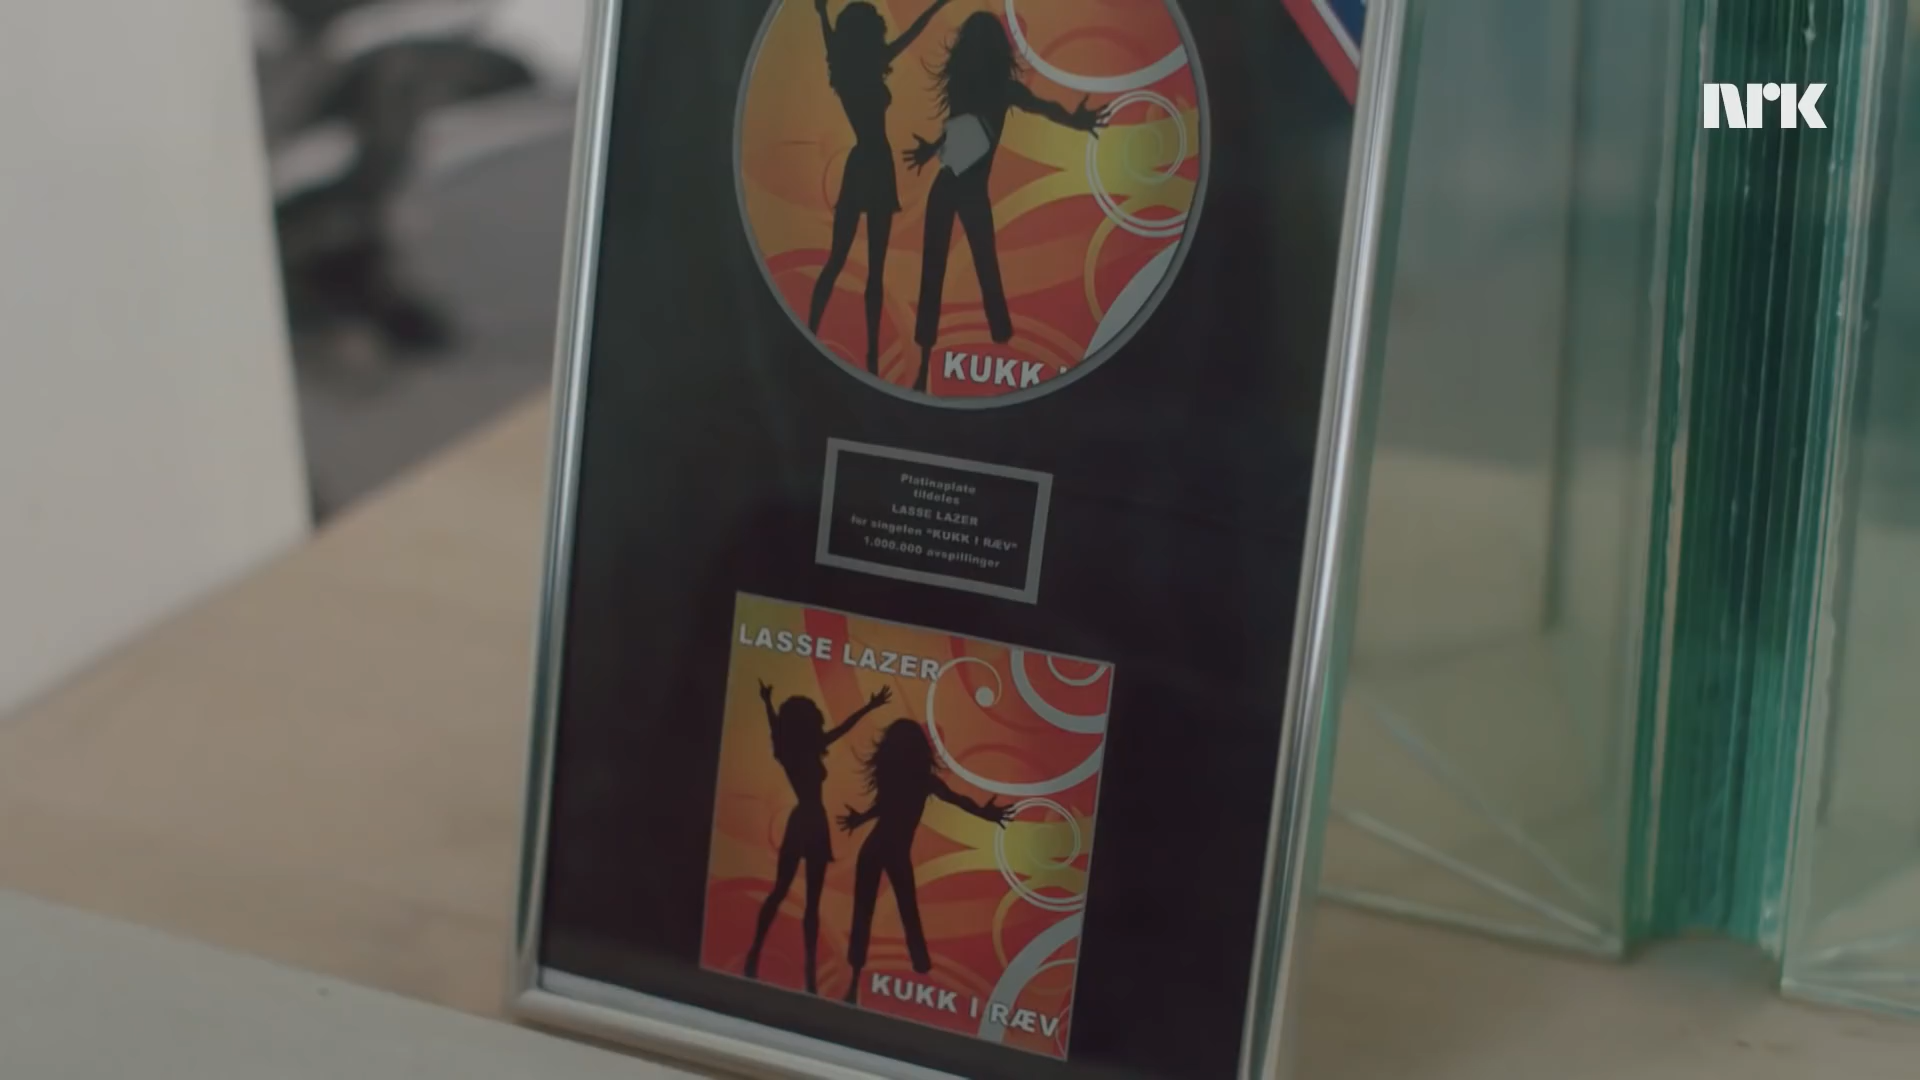 nrk
KUKK
Platinaplate
tildeles
LASSE LAZER
for singelen "KUKK I RÆV"
1.000.000 avspillinger
LASSE LAZER
KUKK I RÆV